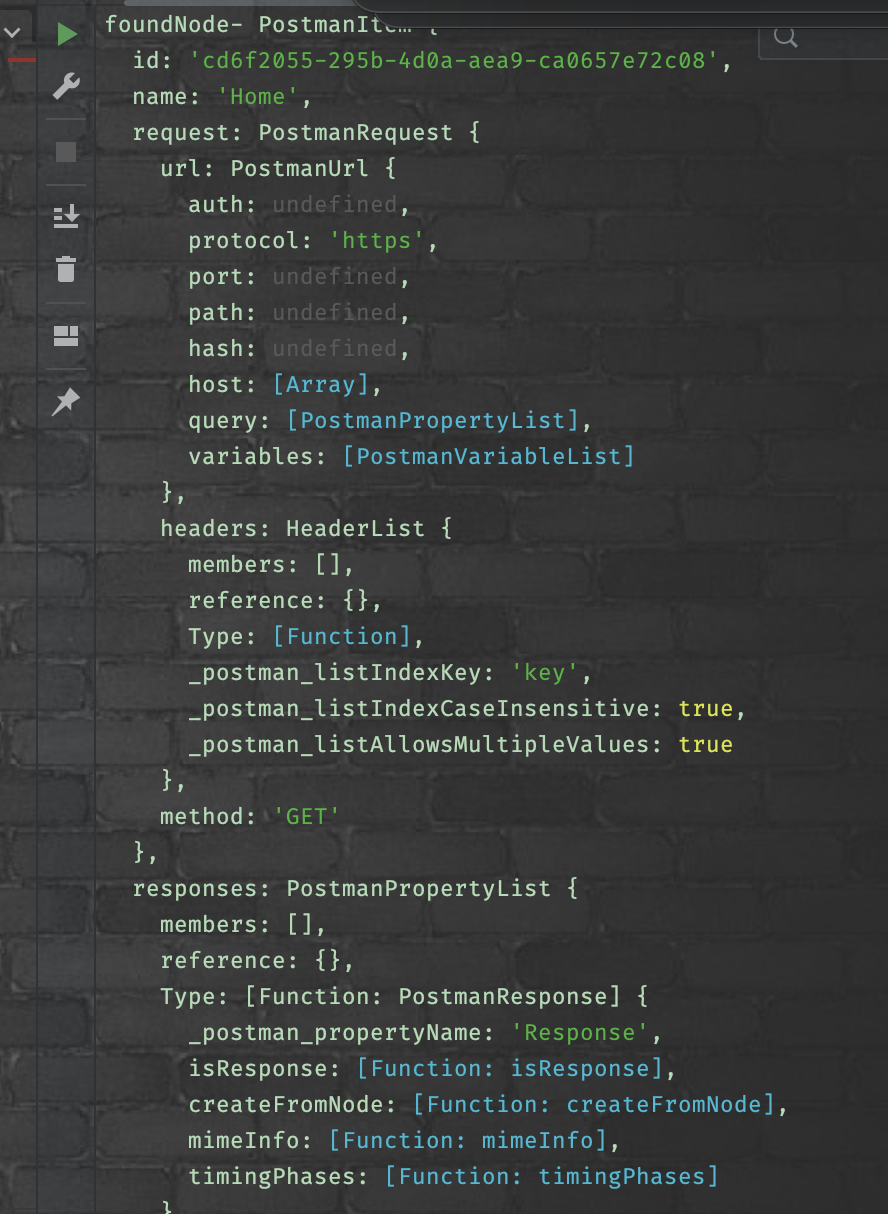 foundNode- PostmanItem {
id: 'cd6f2055-295b-4d0a-aea9-ca0657e72c08',
name: 'Home',
request: PostmanRequest {
url: PostmanUrl {
auth: undefined,
protocol: 'https',
port: undefined,
path: undefined,
hash: undefined,
host: [Array],
query: [PostmanPropertyList],
variables: [PostmanVariableList]
},
headers: HeaderList {
members: [],
reference: {},
Type: [Function],
_postman_listIndexKey: 'key',
_postman_listIndexCaseInsensitive: true,
_postman_listAllowsMultipleValues: true
},
method: 'GET'
},
responses: PostmanPropertyList {
members: [],
reference: {},
Type: [Function: PostmanResponse] {
_postman_propertyName: 'Response',
isResponse: [Function: isResponse],
createFromNode: [Function: createFromNode],
mimeInfo: [Function: mimeInfo],
timingPhases: [Function: timingPhases]
}